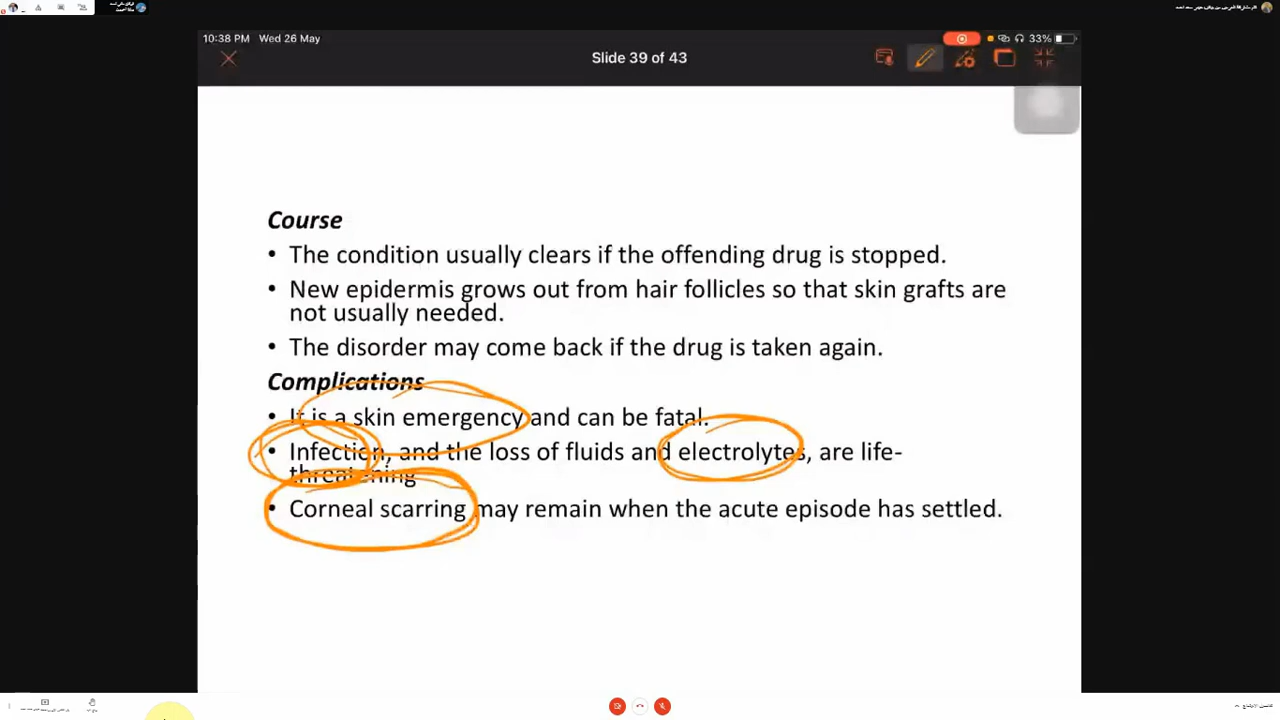 10:38 PM Wed 26 May
33%
Slide 39 of 43
Course
• The condition usually clears if the offending drug is stopped.
• New epidermis grows out from hair follicles so that skin grafts are
not usually needed.
• The disorder may come back if the drug is taken again.
Complications
• It is a skin emergency and can be fatal.
• Infection, and the loss of fluids and electrolytes, are life-
threatening
• Corneal scarring may remain when the acute episode has settled.